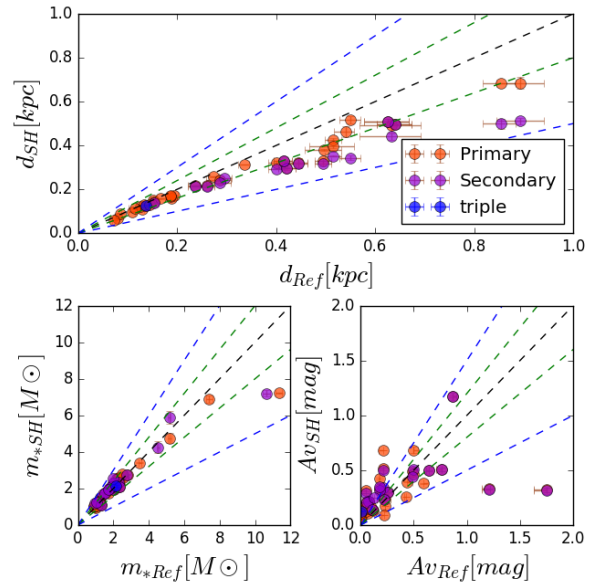 1.0
0.8
0.6
0.4
0.2
0.0
d_SH[kpc]
0.0 0.2 0.4 0.6 0.8 1.0
d_Ref[kpc]
Primary
Secondary
triple
12
10
8
6
4
2
0
m_*SH[M⊙]
0 2 4 6 8 10 12
m_*Ref[M⊙]
2.0
1.5
1.0
0.5
0.0
Av_SH[mag]
0.0 0.5 1.0 1.5 2.0
Av_Ref[mag]